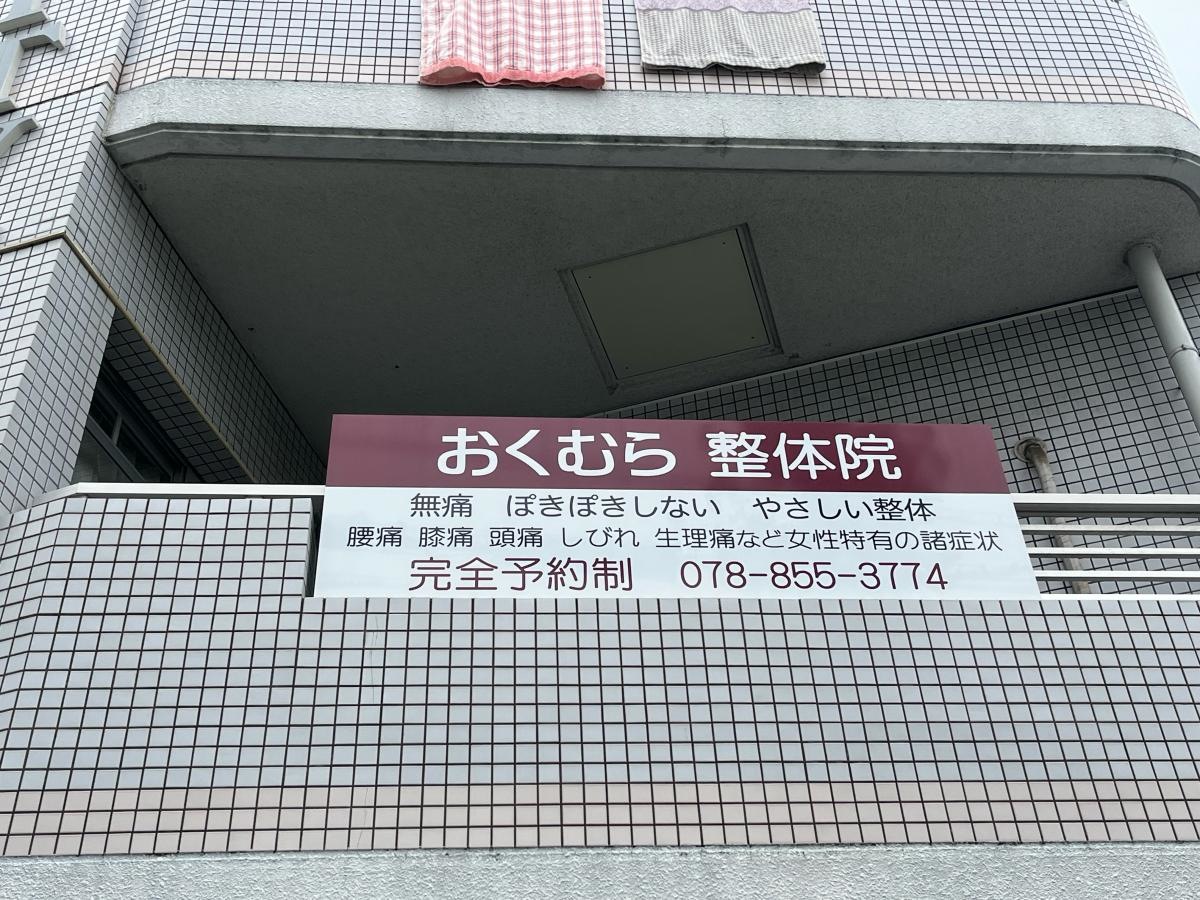 おくむら 整体院
無痛 ぽきぽきしない やさしい整体
腰痛 膝痛 頭痛 しびれ 生理痛など女性特有の諸症状
完全予約制 078-855-3774